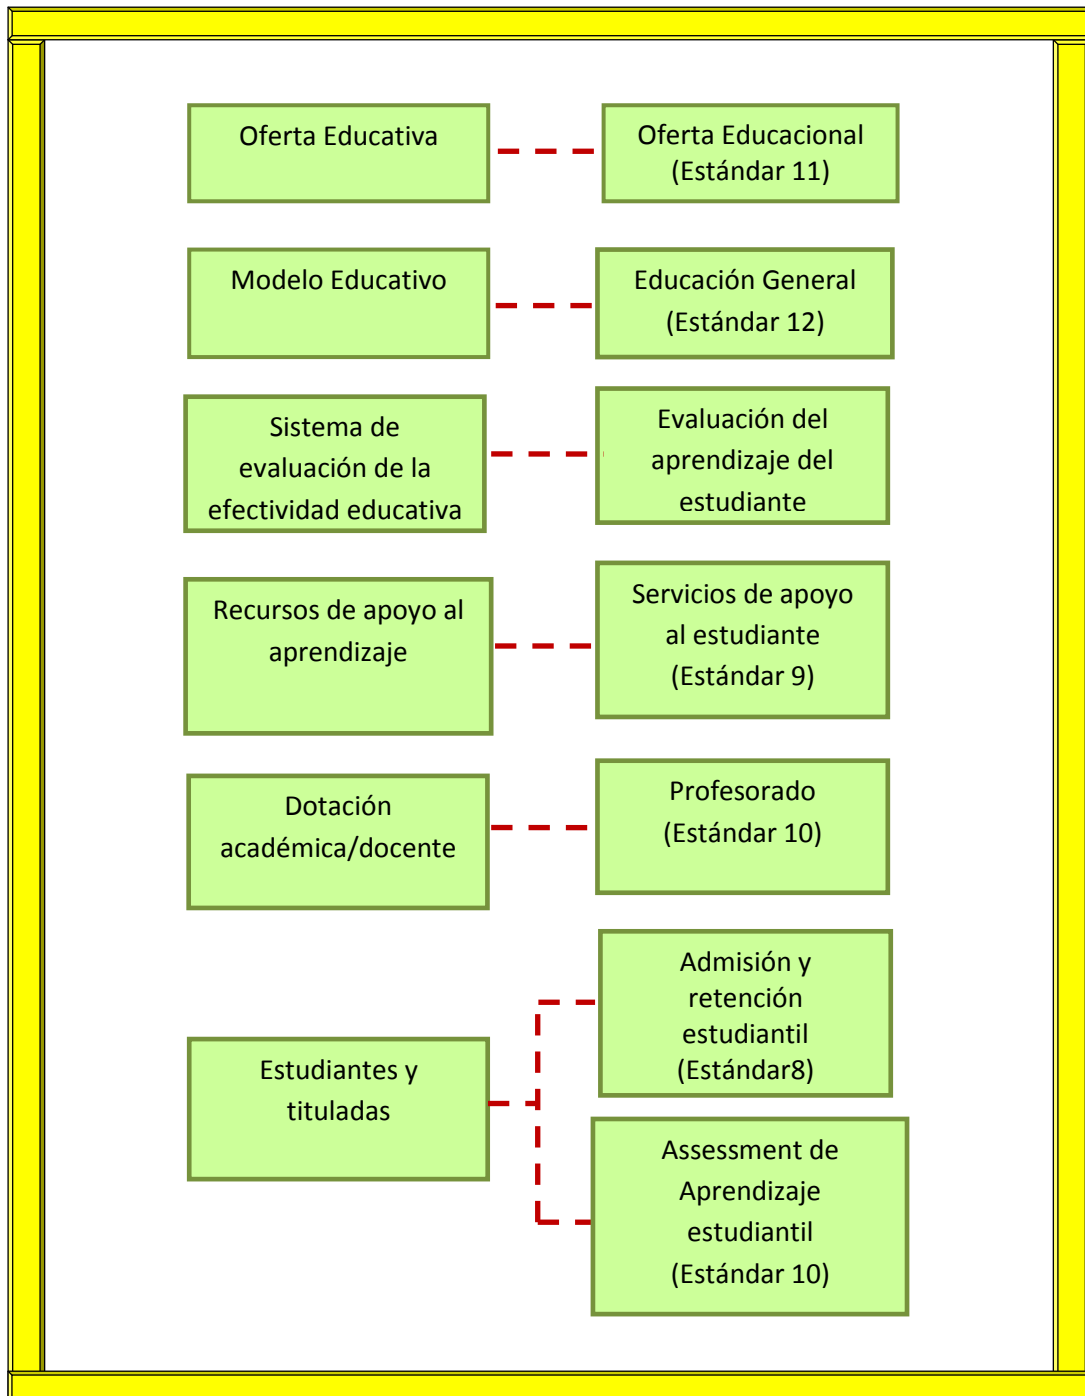 Oferta Educativa
Oferta Educacional
(Estándar 11)
Modelo Educativo
Educación General
(Estándar 12)
Sistema de
evaluación de la
efectividad educativa
Evaluación del
aprendizaje del
estudiante
Recursos de apoyo al
aprendizaje
Servicios de apoyo
al estudiante
(Estándar 9)
Dotación
académica/docente
Profesorado
(Estándar 10)
Estudiantes y
tituladas
Admisión y
retención
estudiantil
(Estándar8)
Assessment de
Aprendizaje
estudiantil
(Estándar 10)